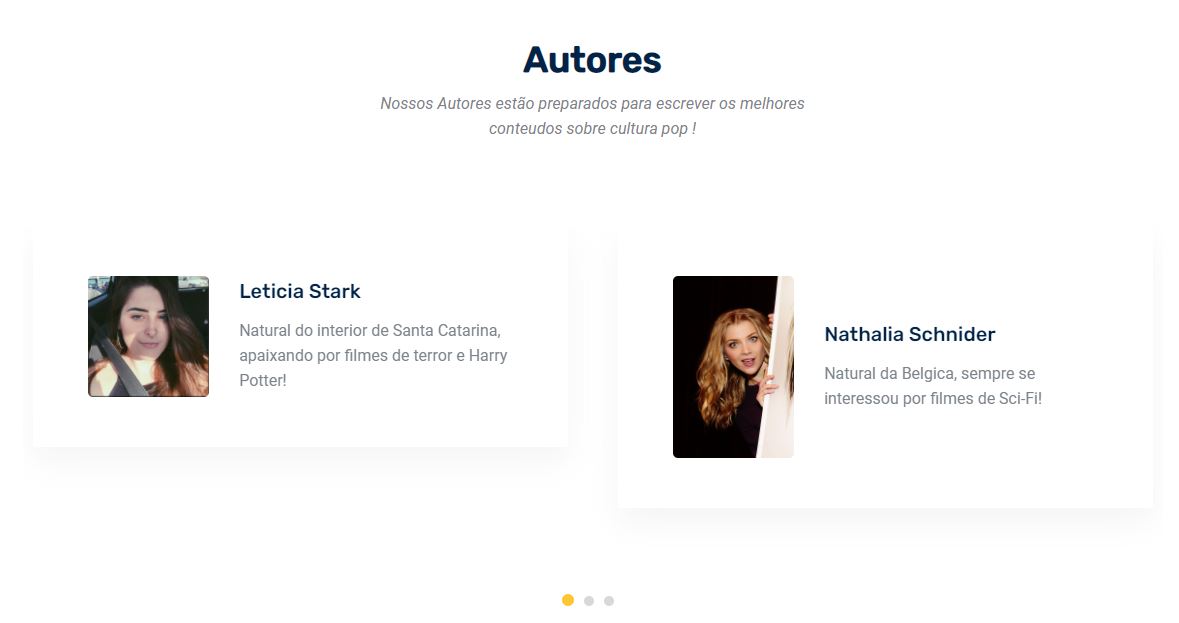 Autores
Nossos Autores estão preparados para escrever os melhores
conteudos sobre cultura pop !
Leticia Stark
Natural do interior de Santa Catarina,
apaixando por filmes de terror e Harry
Potter!
Nathalia Schnider
Natural da Belgica, sempre se
interessou por filmes de Sci-Fi!